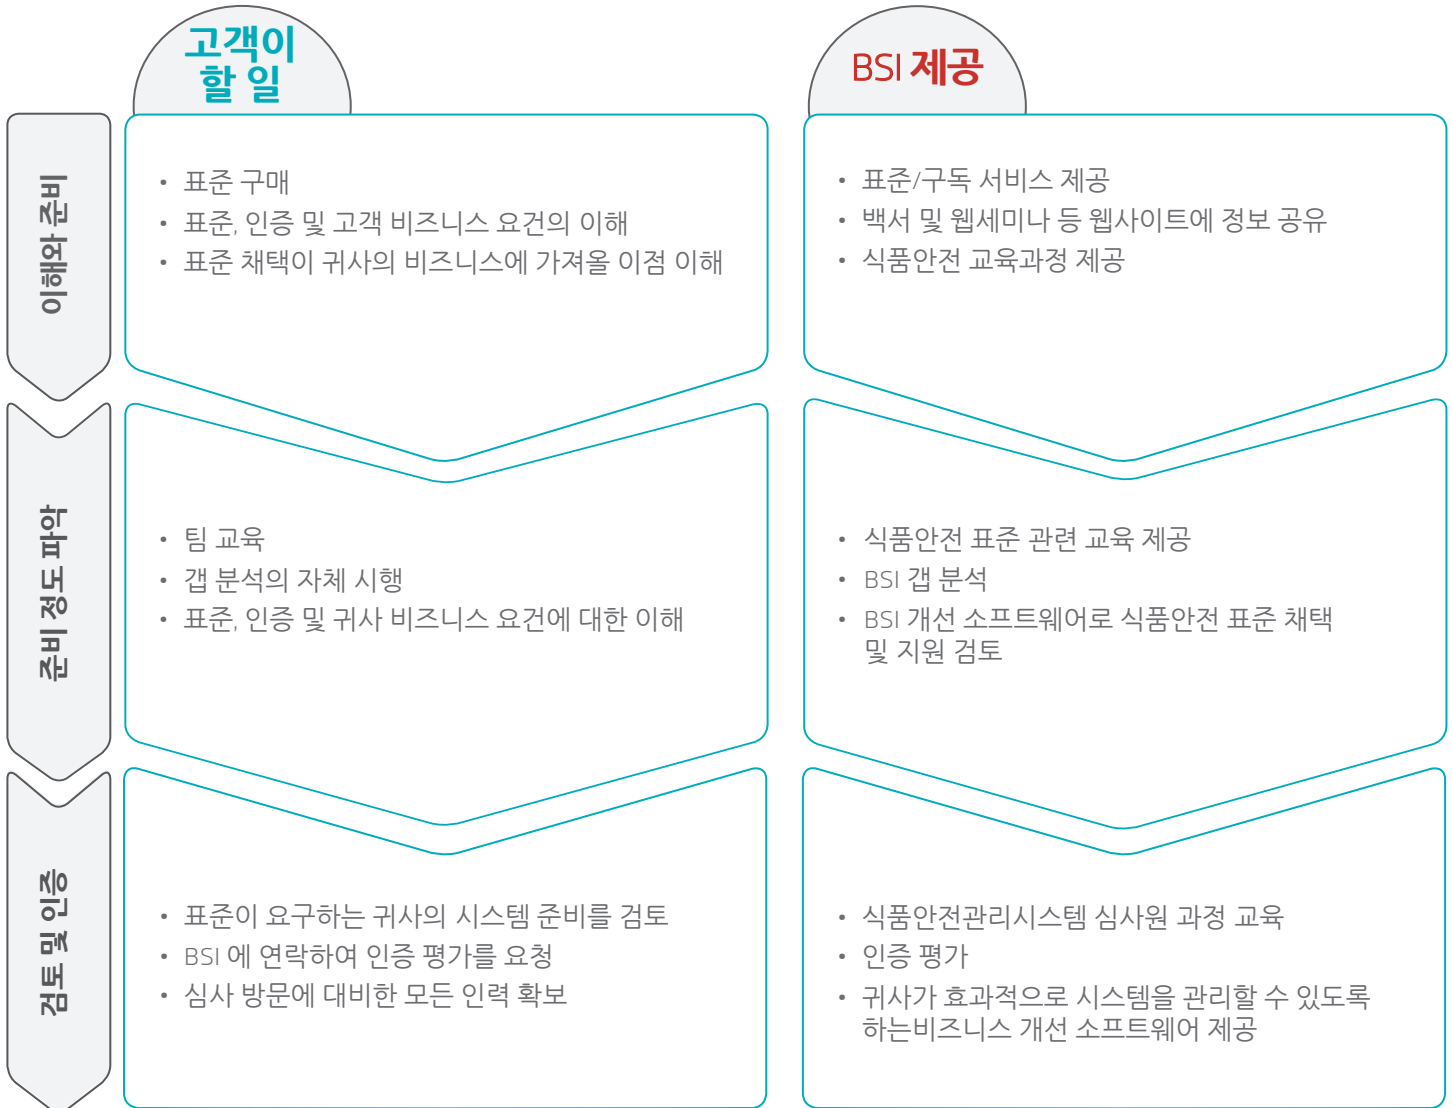 고객이
할 일
BSI 제공
이해와 준비
• 표준 구매
• 표준, 인증 및 고객 비즈니스 요건의 이해
• 표준 채택이 귀사의 비즈니스에 가져올 이점 이해
• 표준/구독 서비스 제공
• 백서 및 웹세미나 등 웹사이트에 정보 공유
• 식품안전 교육과정 제공
준비 정도 파악
• 팀 교육
• 갭 분석의 자체 시행
• 표준, 인증 및 귀사 비즈니스 요건에 대한 이해
• 식품안전 표준 관련 교육 제공
• BSI 갭 분석
• BSI 개선 소프트웨어로 식품안전 표준 채택
및 지원 검토
검토 및 인증
• 표준이 요구하는 귀사의 시스템 준비를 검토
• BSI 에 연락하여 인증 평가를 요청
• 심사 방문에 대비한 모든 인력 확보
• 식품안전관리시스템 심사원 과정 교육
• 인증 평가
• 귀사가 효과적으로 시스템을 관리할 수 있도록
하는비즈니스 개선 소프트웨어 제공